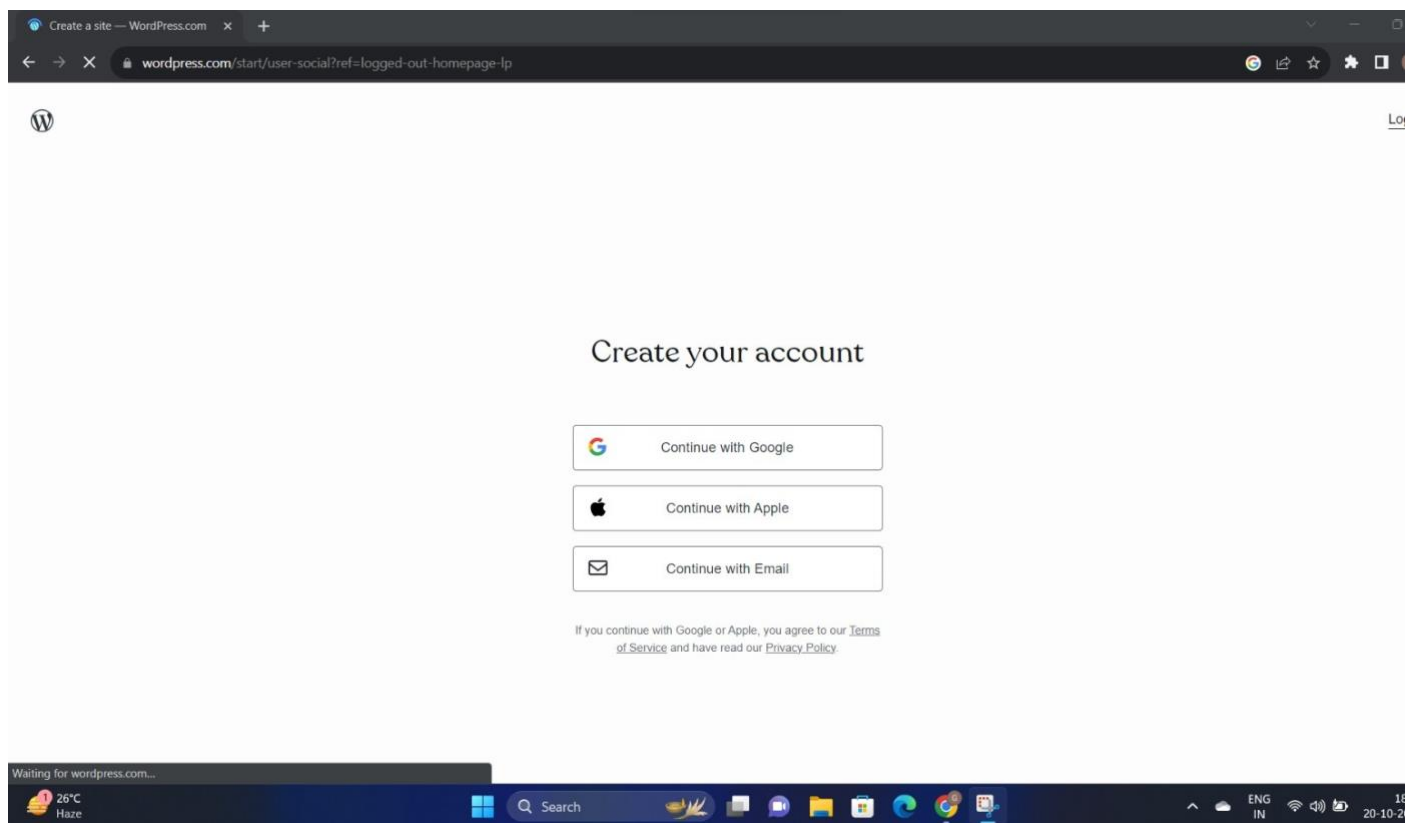 Create a site — WordPress.com
wordpress.com/start/user-social?ref=logged-out-homepage-lp
Create your account
Continue with Google
Continue with Apple
Continue with Email
If you continue with Google or Apple, you agree to our Terms
of Service and have read our Privacy Policy.
Waiting for wordpress.com...
1
26°C
Haze
Search
ENG
IN